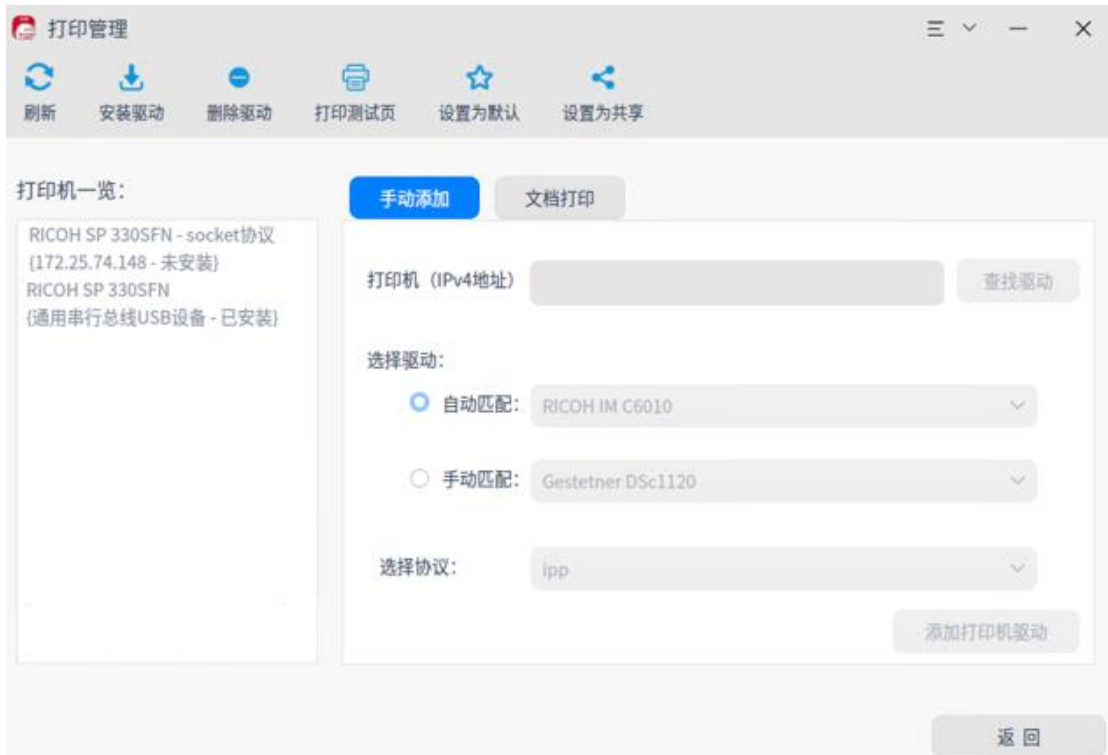 打印管理
刷新
安装驱动
删除驱动
打印测试页
设置为默认
设置为共享
打印机一览：
RICOH SP 330SFN - socket协议
{172.25.74.148 - 未安装}
RICOH SP 330SFN
{通用串行总线USB设备 - 已安装}
手动添加
文档打印
打印机（IPv4地址）
查找驱动
选择驱动：
自动匹配：
RICOH IM C6010
手动匹配：
Gestetner DSc1120
选择协议：
ipp
添加打印机驱动
返 回